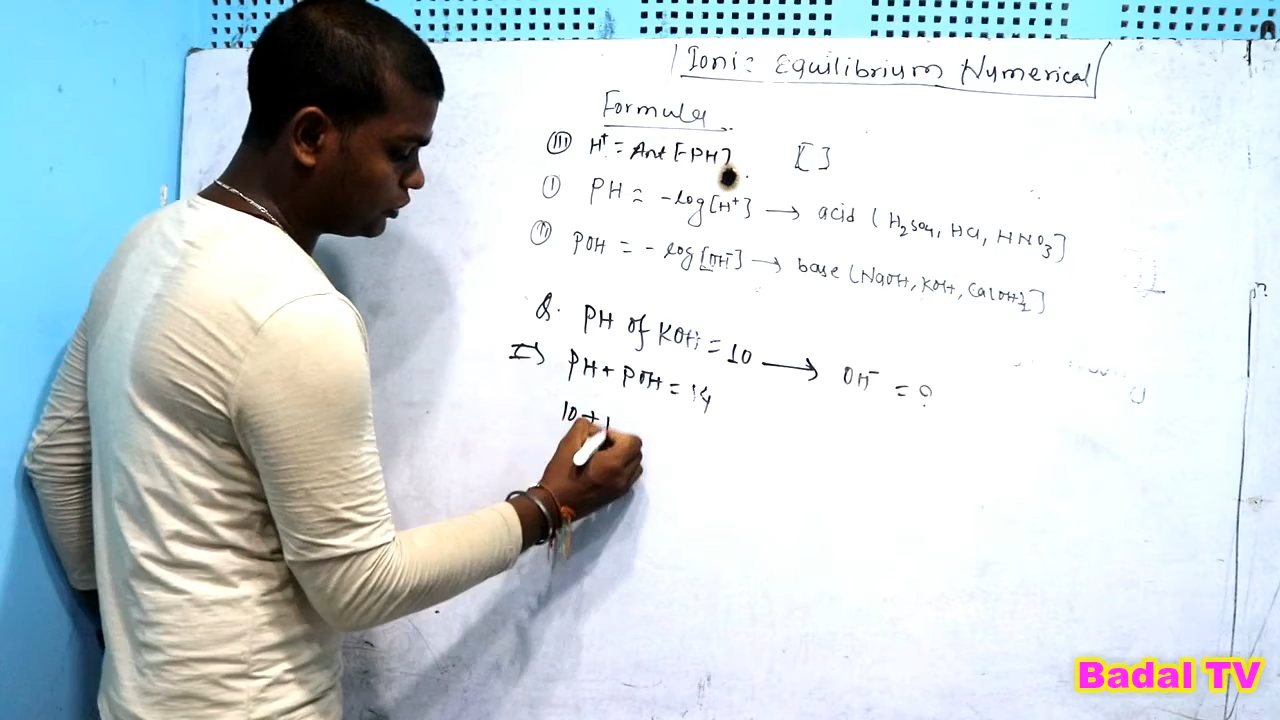 Ionic Equilibrium Numerical
Formula
(III) H⁺ = Ant [-PH] [ ]
(I) PH = -log[H⁺] → acid (H₂SO₄, HCl, HNO₃]
(II) POH = -log[OH⁻] → base (NaOH, KOH, Ca(OH)₂]
Q. PH of KOH = 10 → OH⁻ = ?
PH + POH = 14
10 +
Badal TV